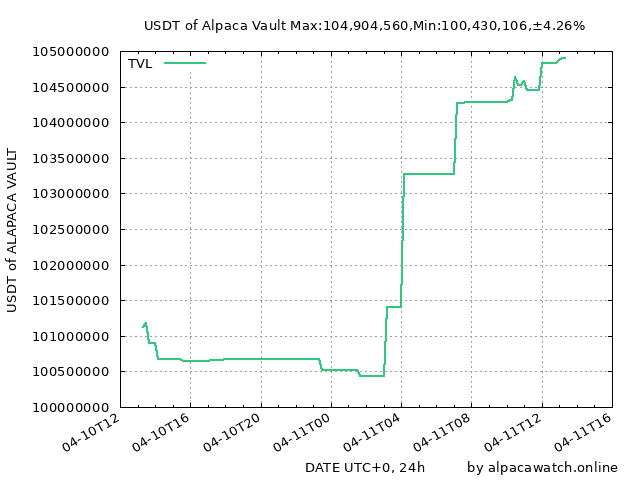 USDT of Alpaca Vault Max:104,904,560,Min:100,430,106,±4.26%
TVL
105000000
104500000
104000000
103500000
103000000
102500000
102000000
101500000
101000000
100500000
100000000
USDT of ALAPACA VAULT
04-10T12
04-10T16
04-10T20
04-11T00
04-11T04
04-11T08
04-11T12
04-11T16
DATE UTC+0, 24h
by alpacawatch.online